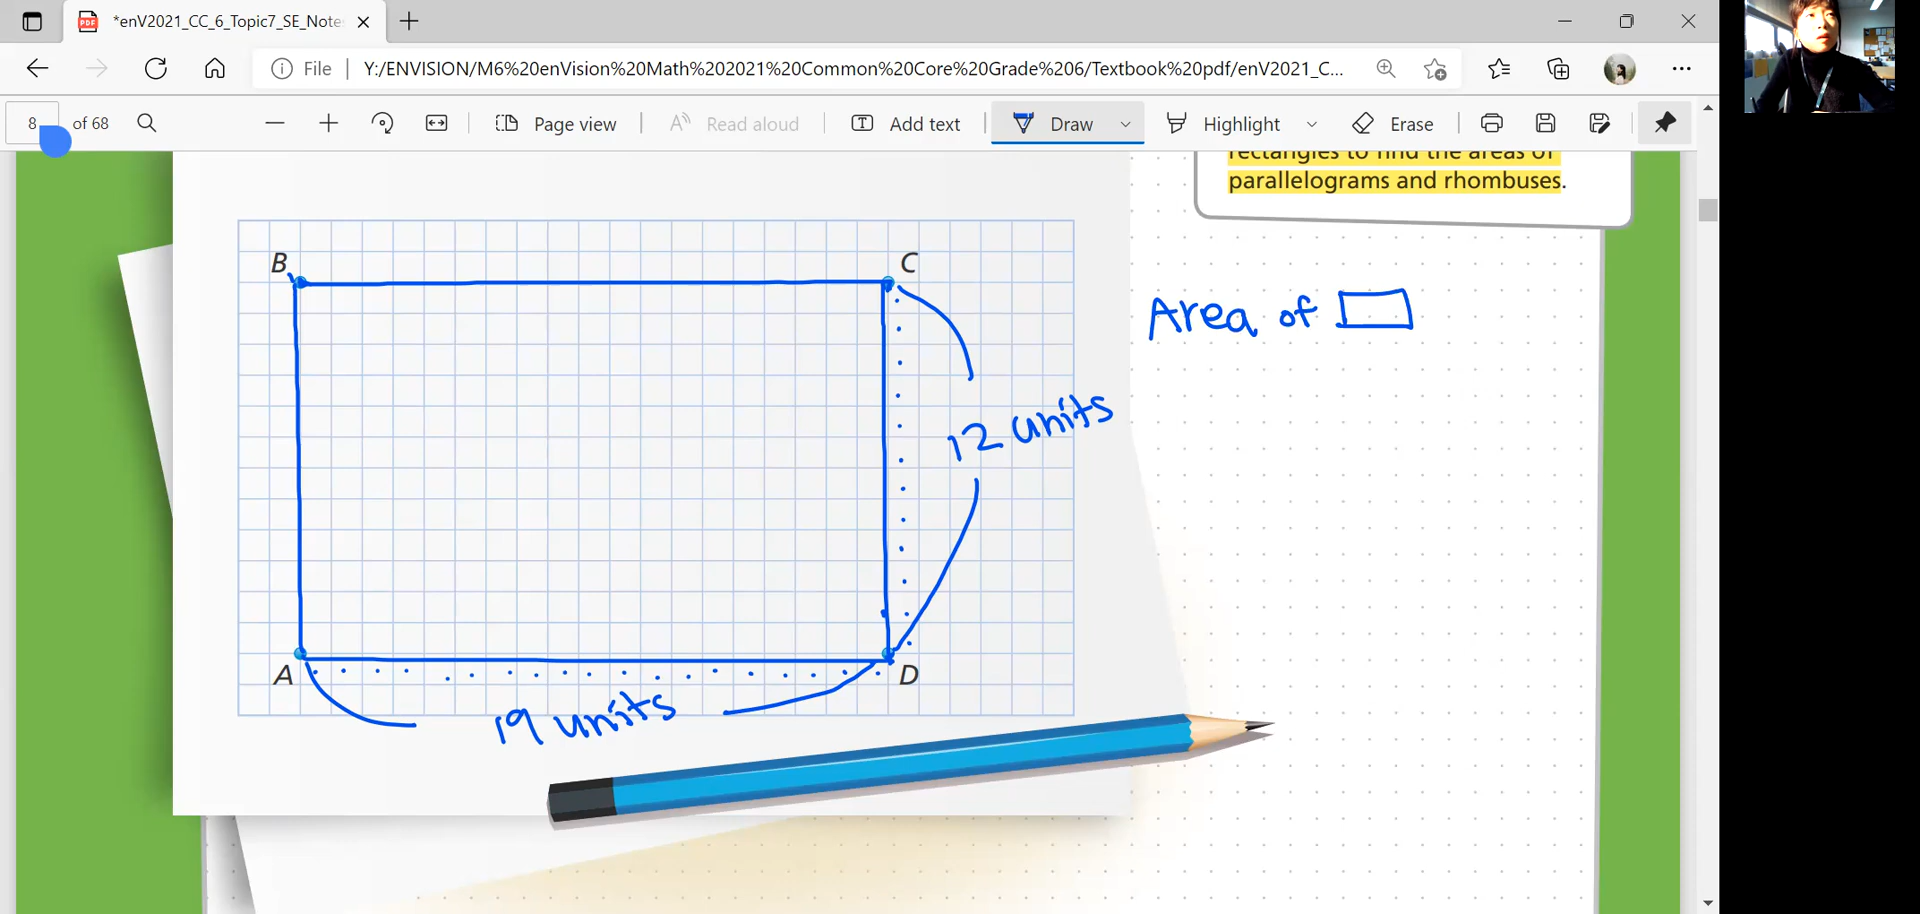 *enV2021_CC_6_Topic7_SE_Note
File
Y:/ENVISION/M6%20enVision%20Math%202021%20Common%20Core%20Grade%206/Textbook%20pdf/enV2021_C...
8 of 68
Page view
Read aloud
Add text
Draw
Highlight
Erase
rectangles to find the areas of
parallelograms and rhombuses.
B
C
Area of
12 units
A
D
19 units
PDF